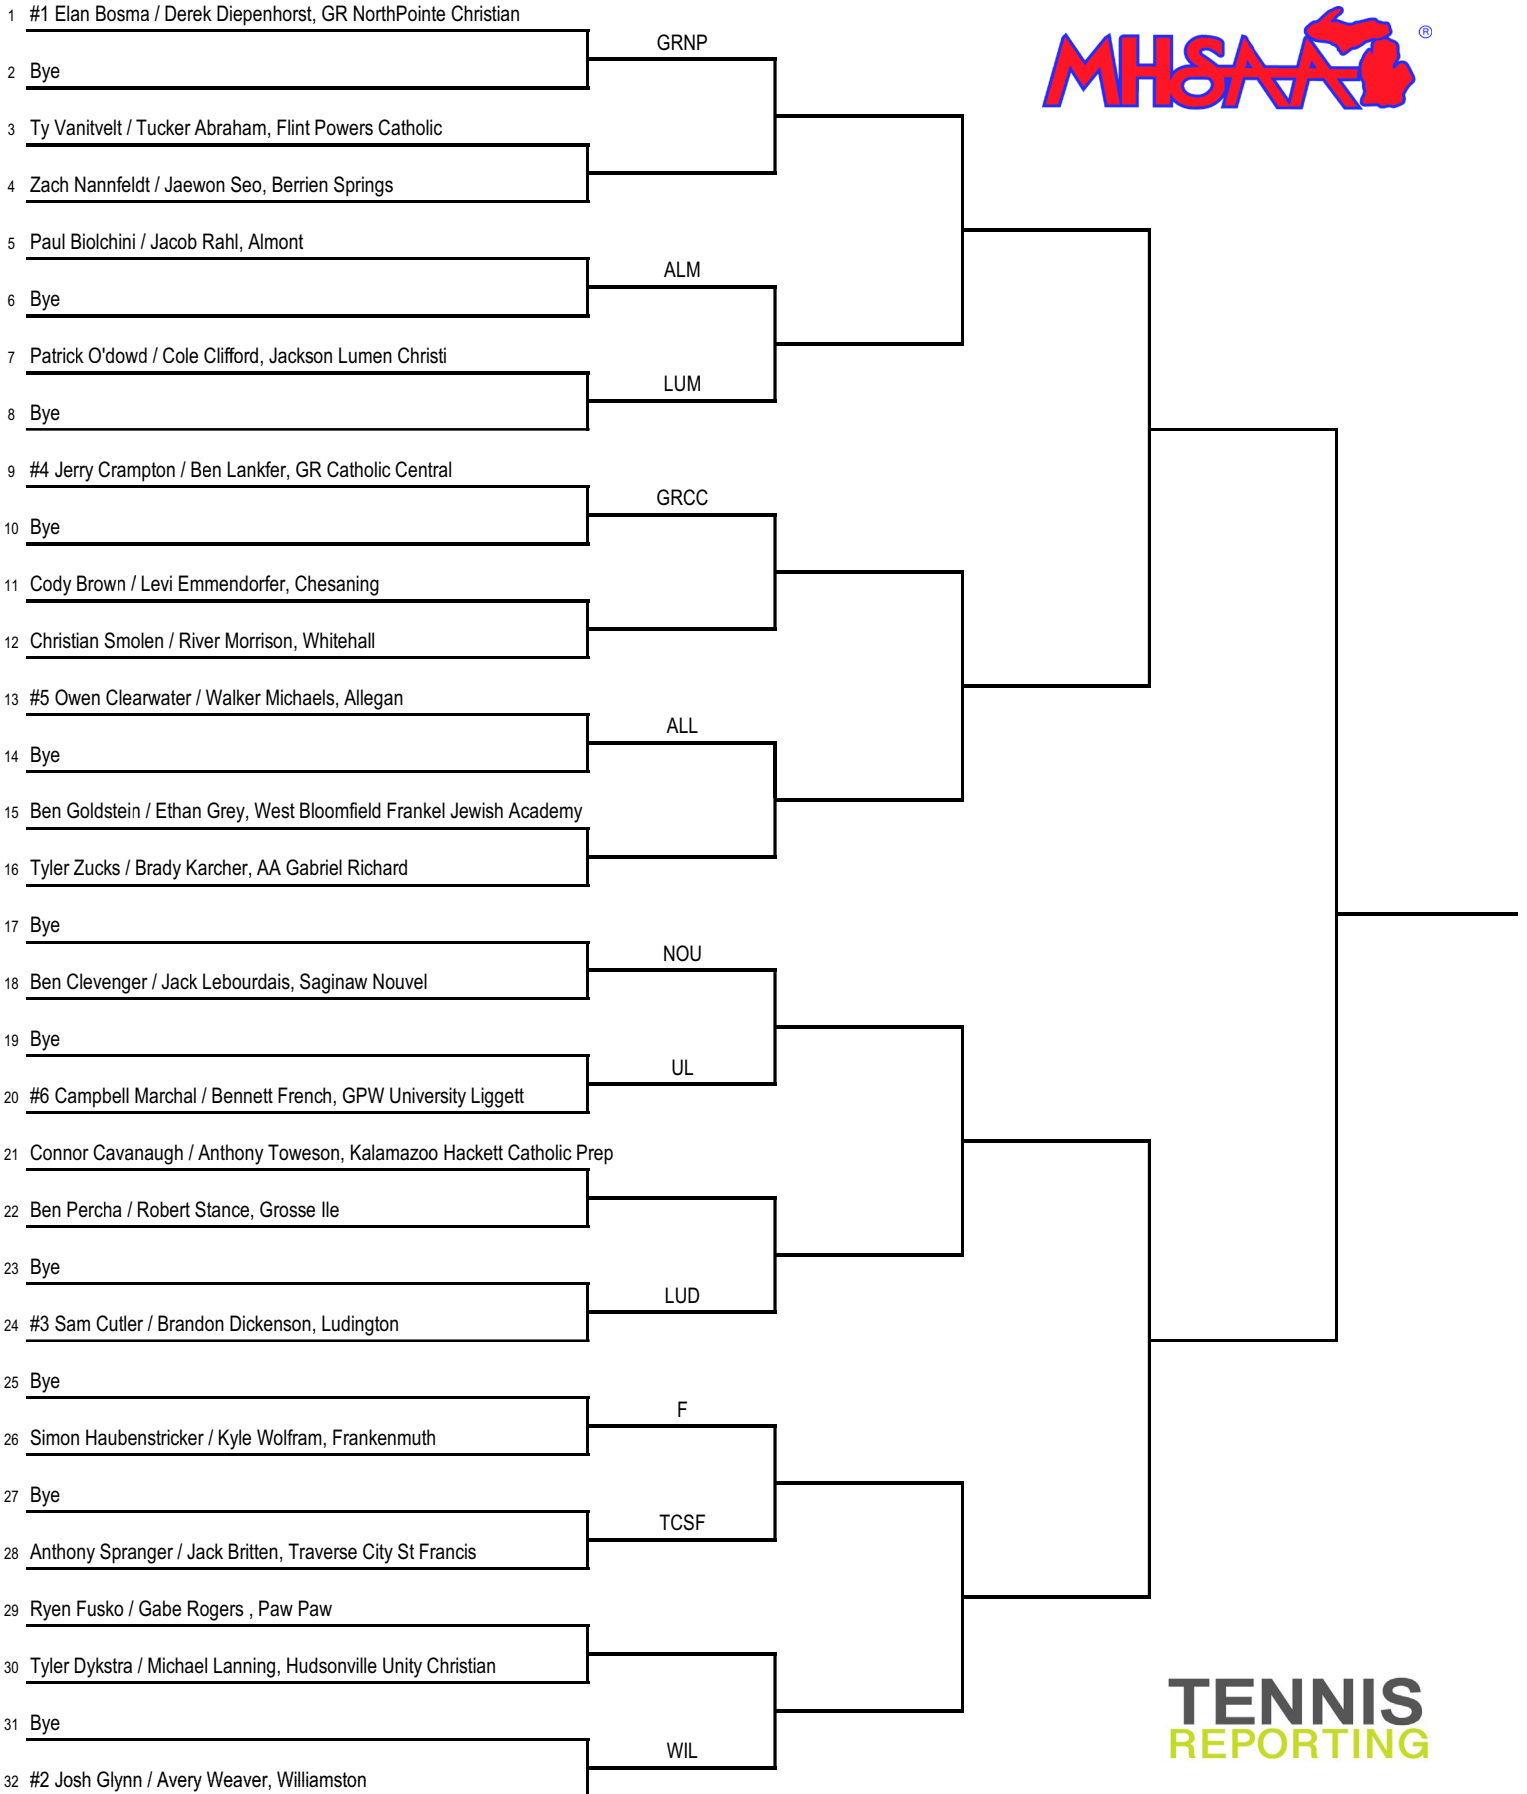 1 #1 Elan Bosma / Derek Diepenhorst, GR NorthPointe Christian
GRNP
2 Bye
3 Ty Vanitvelt / Tucker Abraham, Flint Powers Catholic
4 Zach Nannfeldt / Jaewon Seo, Berrien Springs
5 Paul Biolchini / Jacob Rahl, Almont
ALM
6 Bye
7 Patrick O'dowd / Cole Clifford, Jackson Lumen Christi
LUM
8 Bye
9 #4 Jerry Crampton / Ben Lankfer, GR Catholic Central
GRCC
10 Bye
11 Cody Brown / Levi Emmendorfer, Chesaning
12 Christian Smolen / River Morrison, Whitehall
13 #5 Owen Clearwater / Walker Michaels, Allegan
ALL
14 Bye
15 Ben Goldstein / Ethan Grey, West Bloomfield Frankel Jewish Academy
16 Tyler Zucks / Brady Karcher, AA Gabriel Richard
17 Bye
NOU
18 Ben Clevenger / Jack Lebourdais, Saginaw Nouvel
19 Bye
UL
20 #6 Campbell Marchal / Bennett French, GPW University Liggett
21 Connor Cavanaugh / Anthony Toweson, Kalamazoo Hackett Catholic Prep
22 Ben Percha / Robert Stance, Grosse Ile
23 Bye
LUD
24 #3 Sam Cutler / Brandon Dickenson, Ludington
25 Bye
F
26 Simon Haubenstricker / Kyle Wolfram, Frankenmuth
27 Bye
TCSF
28 Anthony Spranger / Jack Britten, Traverse City St Francis
29 Ryen Fusko / Gabe Rogers , Paw Paw
30 Tyler Dykstra / Michael Lanning, Hudsonville Unity Christian
31 Bye
WIL
32 #2 Josh Glynn / Avery Weaver, Williamston
MHSAA ®
TENNIS
REPORTING